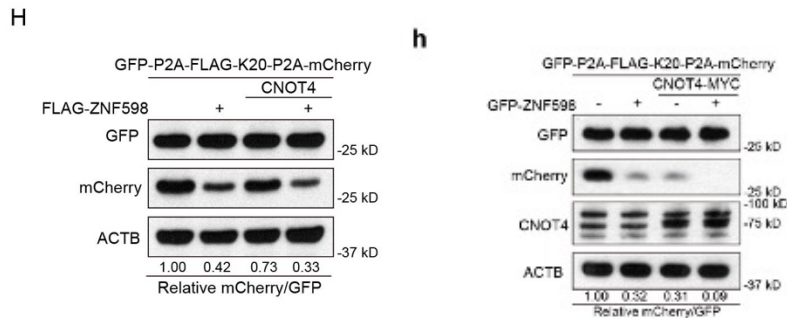 H
GFP-P2A-FLAG-K20-P2A-mCherry
CNOT4
FLAG-ZNF598 + +
GFP
-25 kD
mCherry
-25 kD
ACTB
-37 kD
1.00 0.42 0.73 0.33
Relative mCherry/GFP
h
GFP-P2A-FLAG-K20-P2A-mCherry
CNOT4-MYC
GFP-ZNF598 - + - +
GFP
-25 kD
mCherry
-25 kD
-100 kD
CNOT4 -75 kD
ACTB
-37 kD
1.00 0.32 0.31 0.09
Relative mCherry/GFP